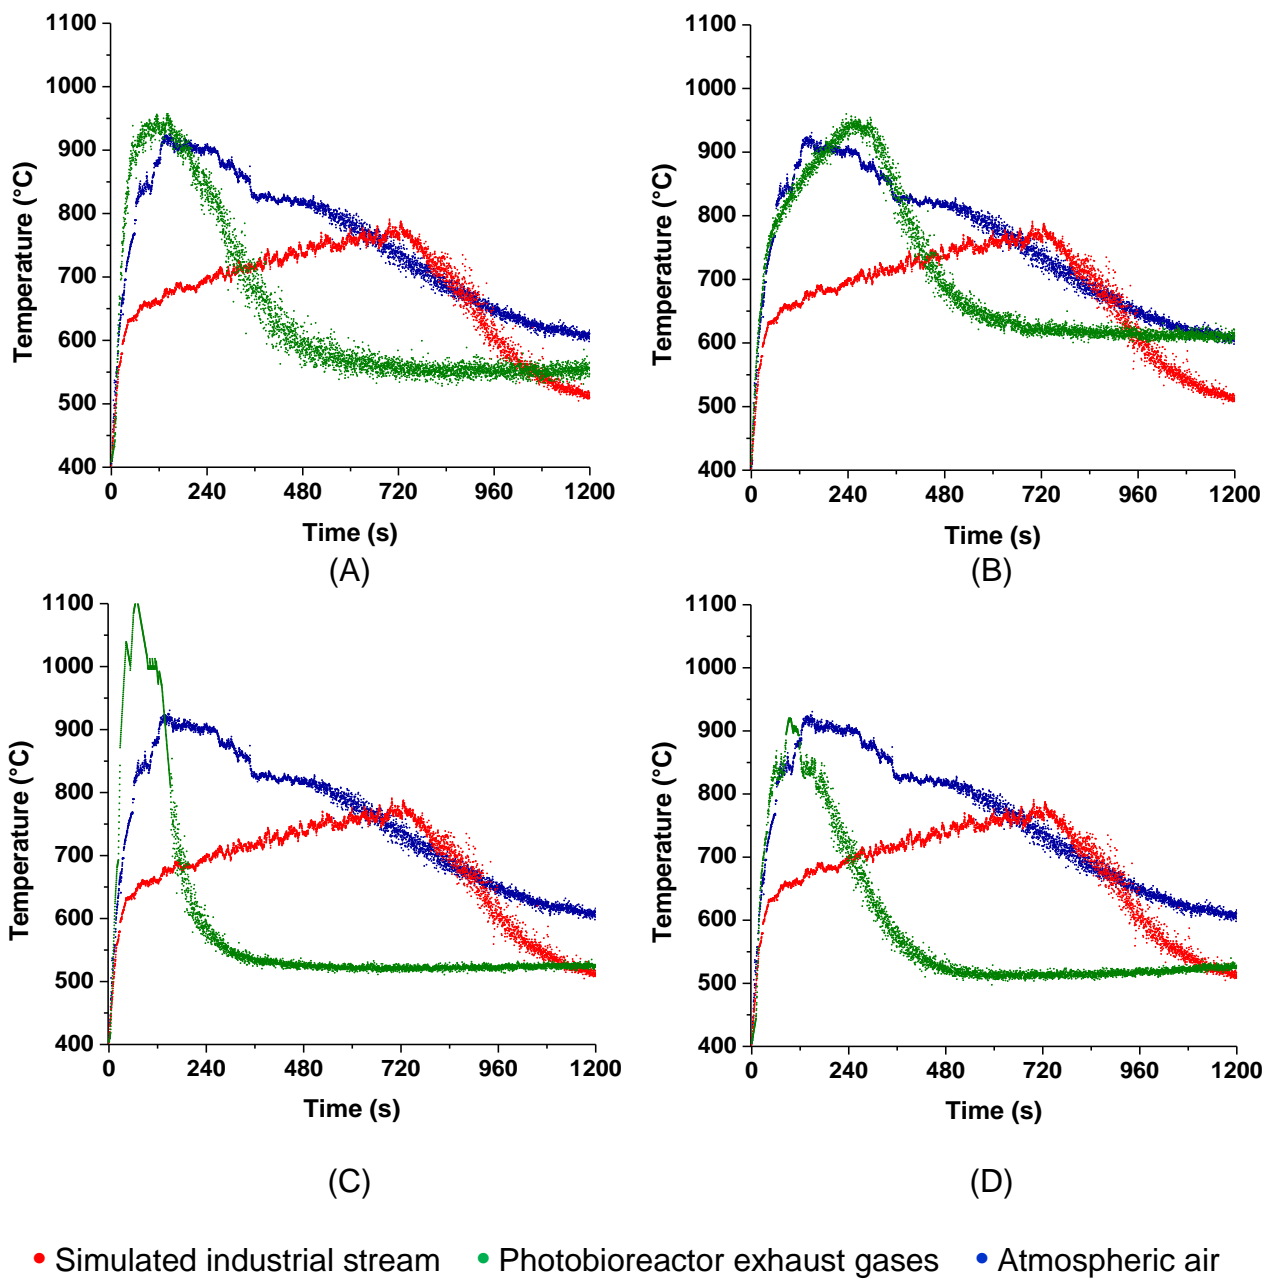 1100
1000
900
800
700
600
500
400
Temperature (°C)
0 240 480 720 960 1200
Time (s)
(A)
1100
1000
900
800
700
600
500
400
Temperature (°C)
0 240 480 720 960 1200
Time (s)
(B)
1100
1000
900
800
700
600
500
400
Temperature (°C)
0 240 480 720 960 1200
Time (s)
(C)
1100
1000
900
800
700
600
500
400
Temperature (°C)
0 240 480 720 960 1200
Time (s)
(D)
Simulated industrial stream Photobioreactor exhaust gases Atmospheric air